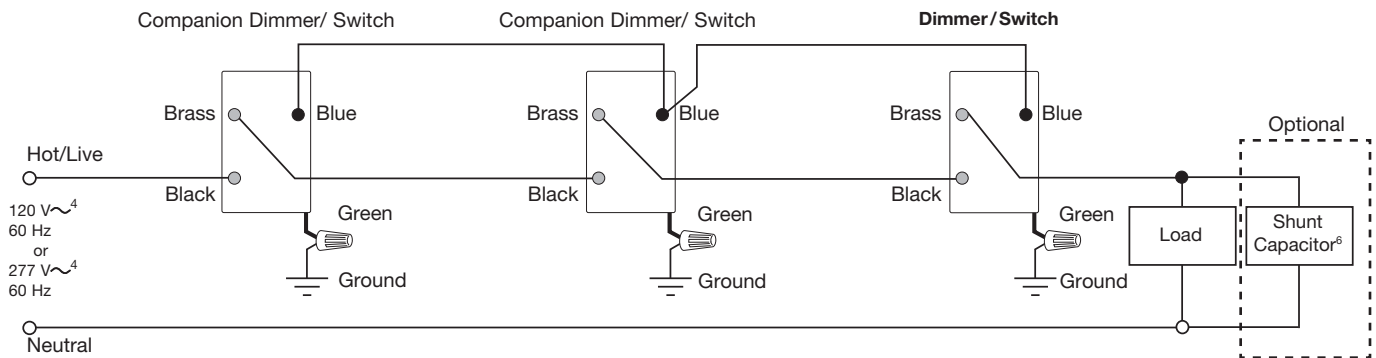 Companion Dimmer/ Switch
Companion Dimmer/ Switch
Dimmer/Switch
Brass
Blue
Brass
Blue
Brass
Blue
Optional
Hot/Live
Black
Black
Black
120 V~⁴
60 Hz
or
277 V~⁴
60 Hz
Green
Green
Green
Load
Shunt
Capacitor⁶
Ground
Ground
Ground
Neutral